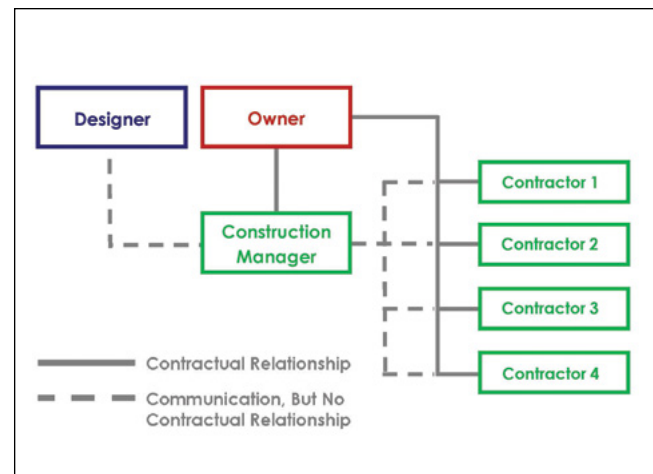 Designer
Owner
Contractor 1
Construction
Manager
Contractor 2
Contractor 3
Contractor 4
Contractual Relationship
Communication, But No
Contractual Relationship